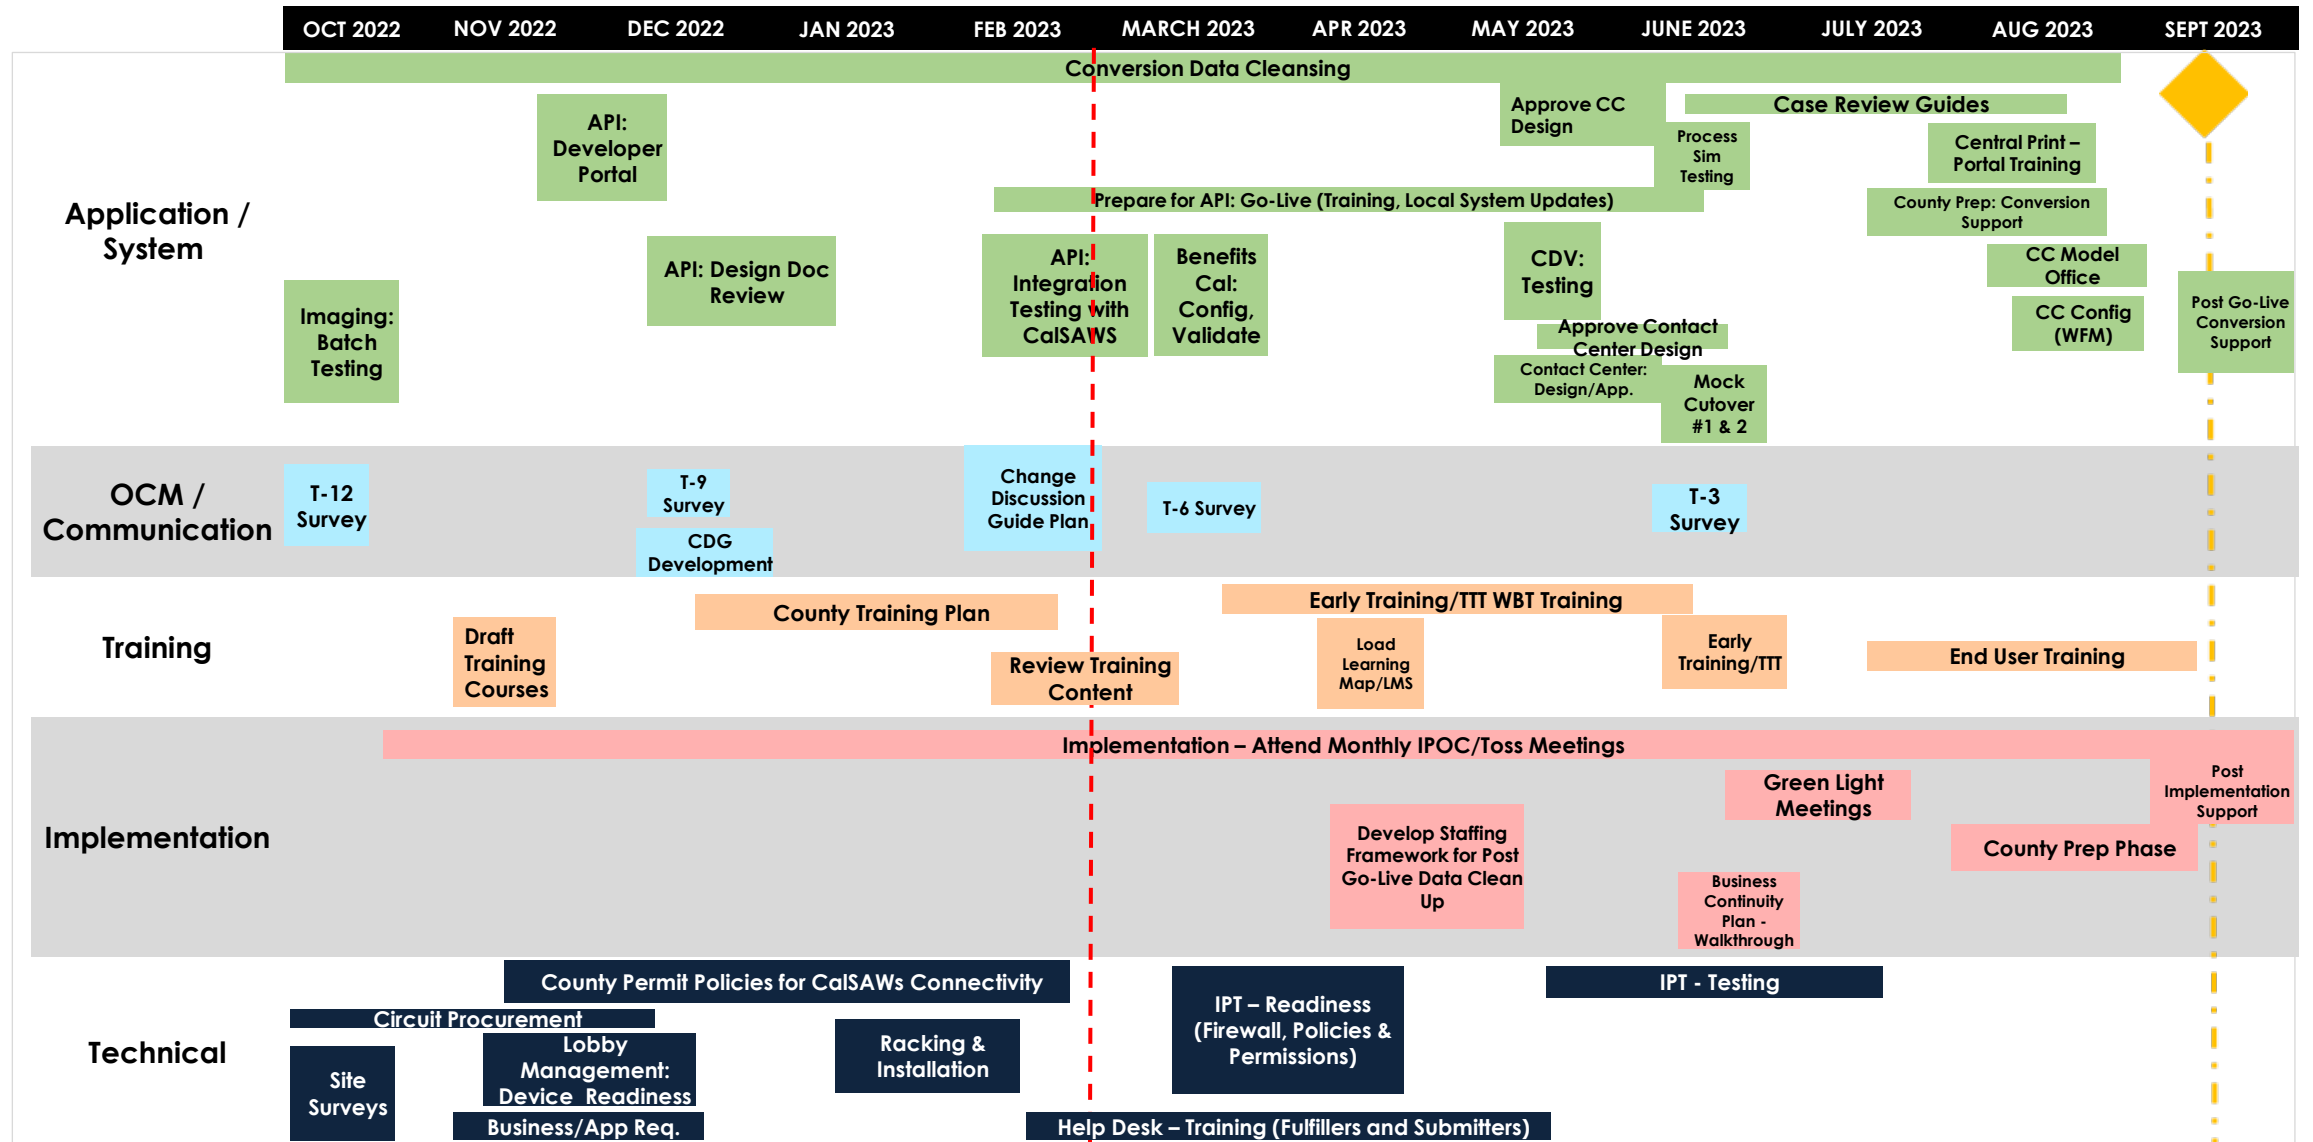 OCT 2022 NOV 2022 DEC 2022 JAN 2023 FEB 2023 MARCH 2023 APR 2023 MAY 2023 JUNE 2023 JULY 2023 AUG 2023 SEPT 2023
Application /
System
Conversion Data Cleansing
API:
Developer
Portal
Approve CC
Design
Case Review Guides
Process
Sim
Testing
Central Print –
Portal Training
Prepare for API: Go-Live (Training, Local System Updates)
County Prep: Conversion
Support
API: Design Doc
Review
API:
Integration
Testing with
CalSAWS
Benefits
Cal:
Config,
Validate
CDV:
Testing
CC Model
Office
Imaging:
Batch
Testing
Approve Contact
Center Design
CC Config
(WFM)
Post Go-Live
Conversion
Support
Contact Center:
Design/App.
Mock
Cutover
#1 & 2
OCM /
Communication
T-12
Survey
T-9
Survey
CDG
Development
Change
Discussion
Guide Plan
T-6 Survey
T-3
Survey
Training
County Training Plan
Early Training/TTT WBT Training
Draft
Training
Courses
Review Training
Content
Load
Learning
Map/LMS
Early
Training/TTT
End User Training
Implementation
Implementation – Attend Monthly IPOC/Toss Meetings
Green Light
Meetings
Post
Implementation
Support
Develop Staffing
Framework for Post
Go-Live Data Clean
Up
County Prep Phase
Business
Continuity
Plan -
Walkthrough
Technical
County Permit Policies for CalSAWs Connectivity
IPT - Testing
Circuit Procurement
IPT – Readiness
(Firewall, Policies &
Permissions)
Lobby
Management:
Device Readiness
Racking &
Installation
Site
Surveys
Business/App Req.
Help Desk – Training (Fulfillers and Submitters)